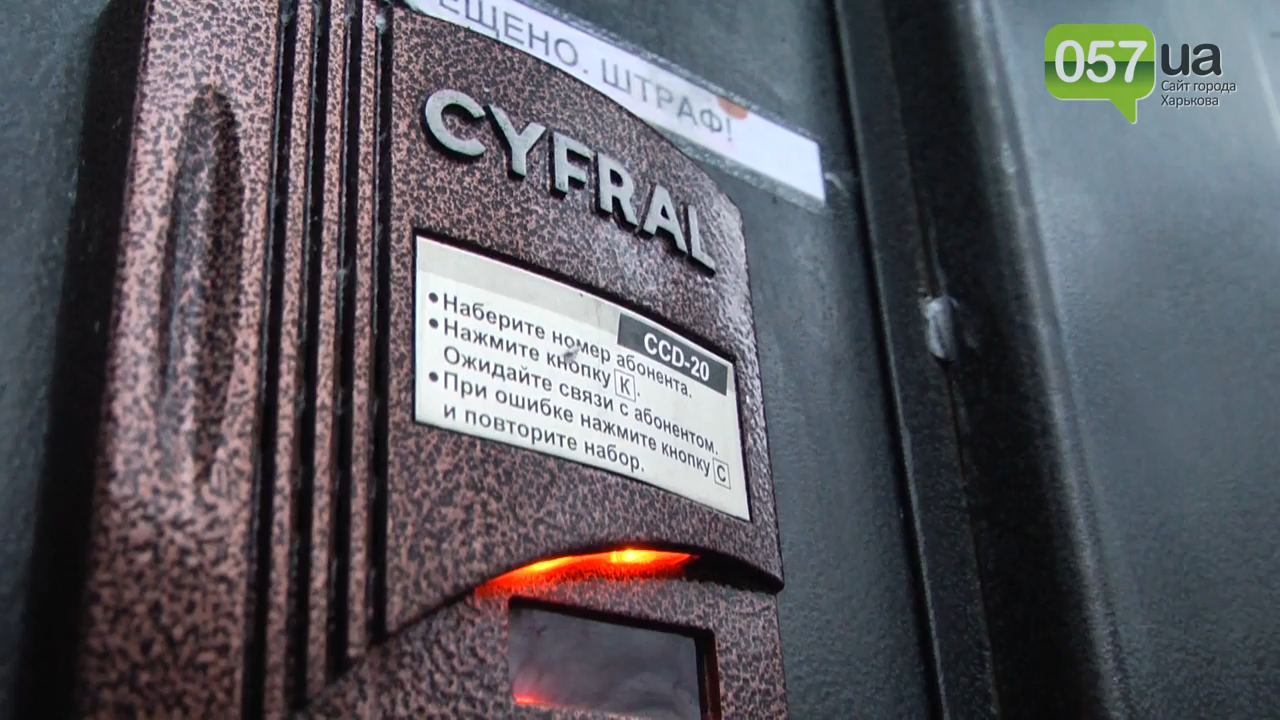 ЕЩЕНО. ШТРАФ!
057 ua
Сайт города
Харькова
CYFRAL
CCD-20
•Наберите номер абонента.
•Нажмите кнопку K.
Ожидайте связи с абонентом.
•При ошибке нажмите кнопку C
и повторите набор.